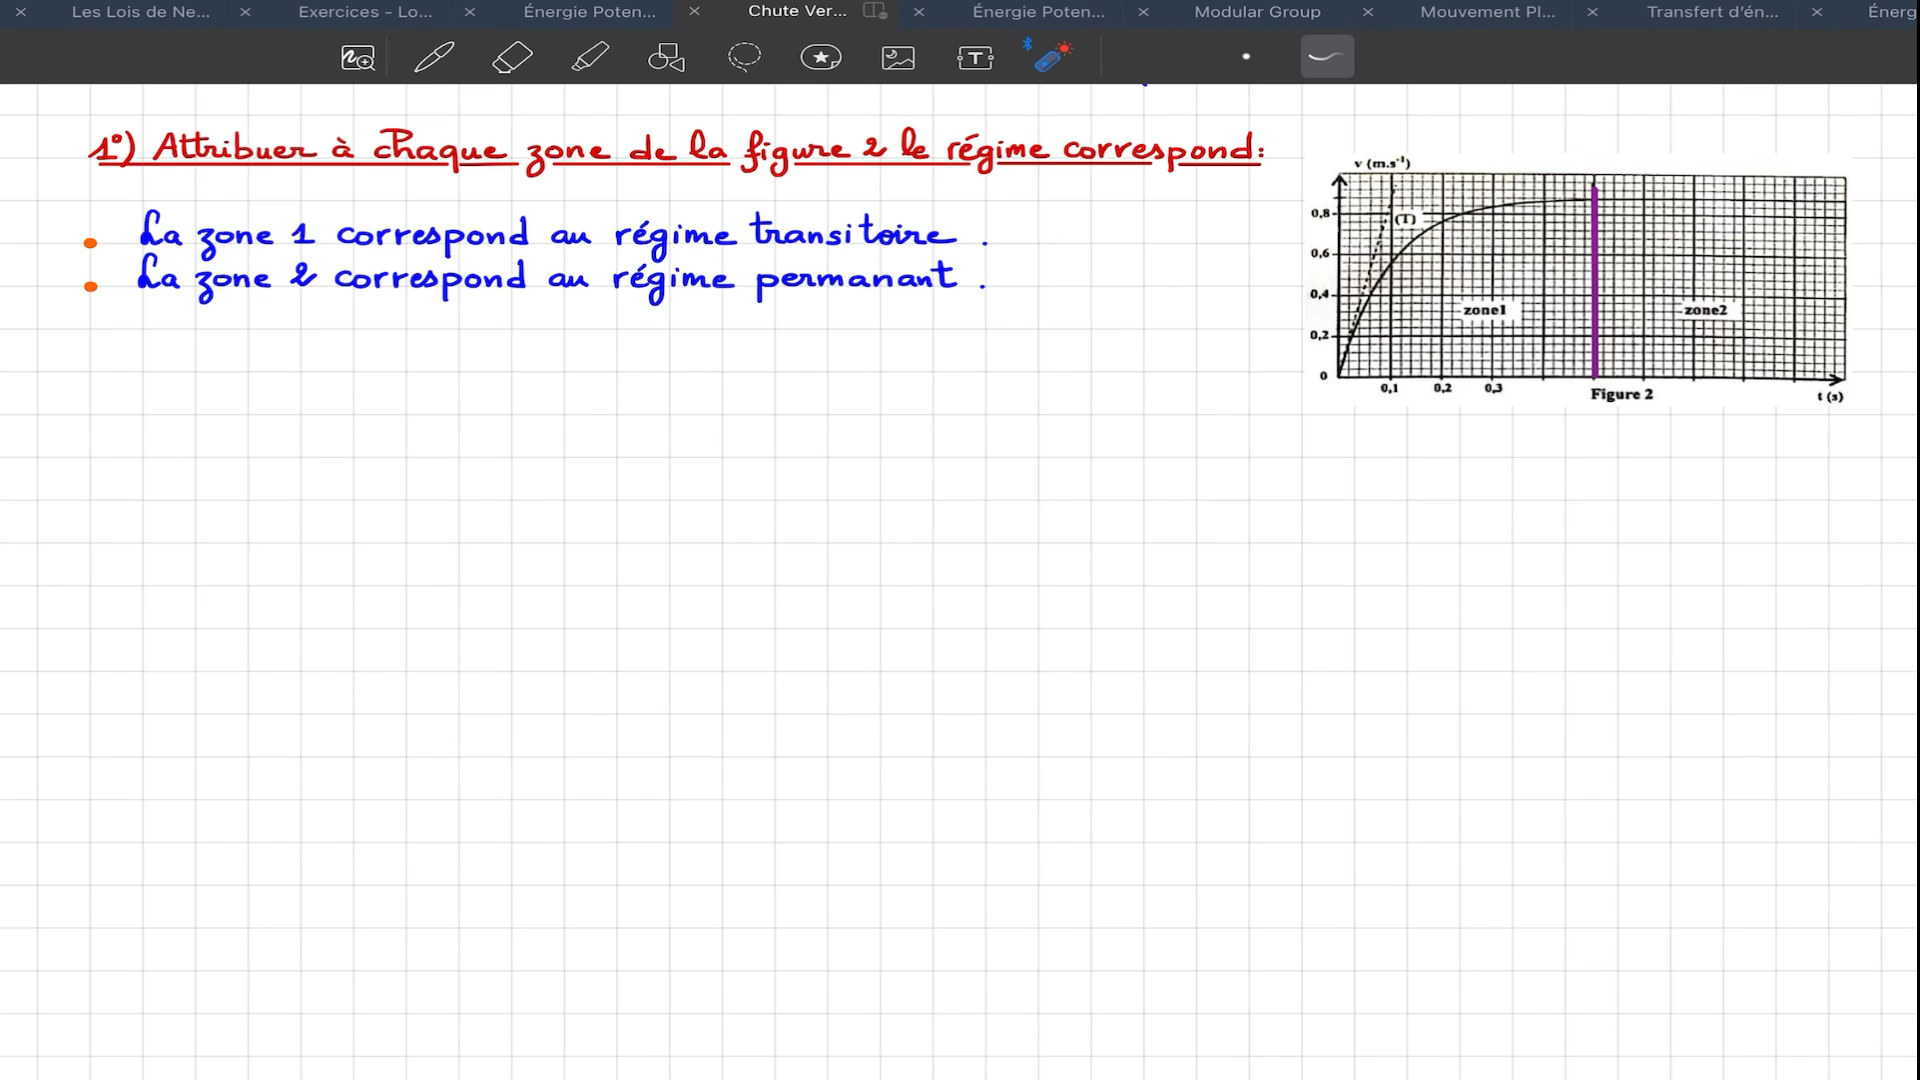 Les Lois de Ne...
Exercices - Lo...
Énergie Poten...
Chute Ver...
Énergie Poten...
Modular Group
Mouvement Pl...
Transfert d'én...
Énerg
1°) Attribuer à chaque zone de la figure 2 le régime correspond:
• La zone 1 correspond au régime transitoire .
• La zone 2 correspond au régime permanant .
v (m.s⁻¹)
(T)
0,8
0,6
0,4
0,2
0
zone1
zone2
0,1
0,2
0,3
Figure 2
t (s)